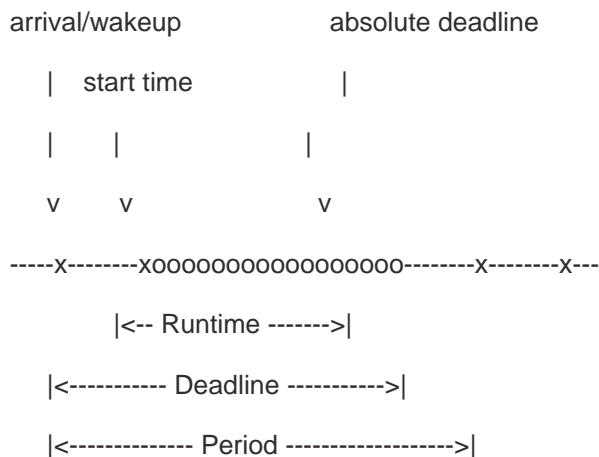 arrival/wakeup                    absolute deadline
     |    start time                    |
     |        |                       |
     v        v                        v
-----x--------xooooooooooooooooo--------x--------x---
              |<-- Runtime ------->|
     |<----------- Deadline ----------->|
     |<-------------- Period ------------------->|